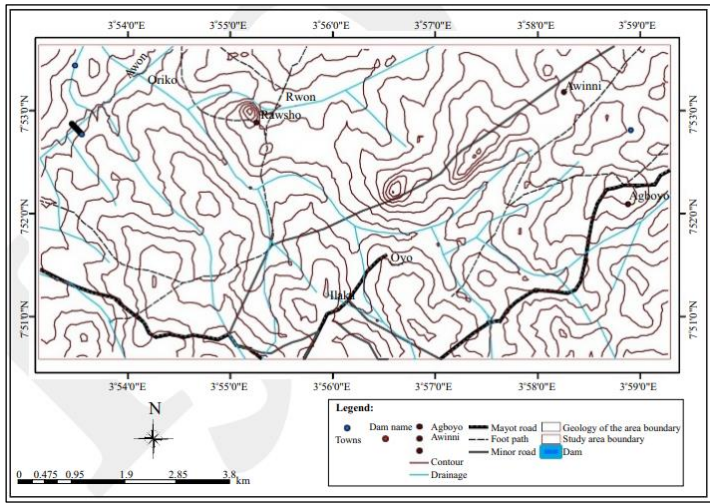 3°54'0"E 3°55'0"E 3°56'0"E 3°57'0"E 3°58'0"E 3°59'0"E
Awon
Oriko
Rwon
Awinni
7°33'0"N 7°33'0"N
Rawsho
Agboyo
7°52'0"N 7°52'0"N
Oyo
Ilaka
7°51'0"N 7°51'0"N
3°54'0"E 3°55'0"E 3°56'0"E 3°57'0"E 3°58'0"E 3°59'0"E
N
Legend:
Dam name Agboyo Mayot road Geology of the area boundary
Towns Awinni Foot path Study area boundary
Minor road Dam
Contour
Drainage
0 0.475 0.95 1.9 2.85 3.8
km